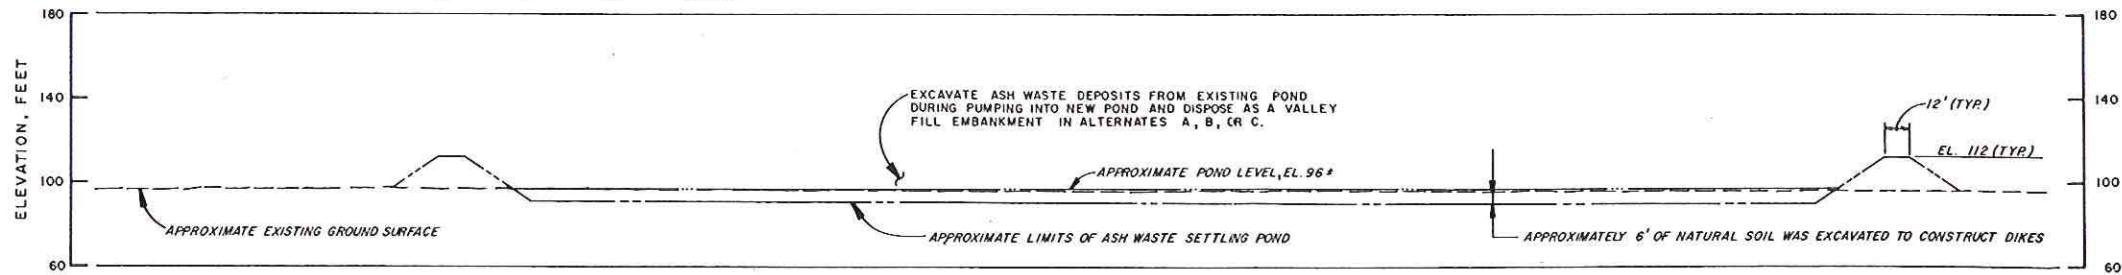 180
140
100
60
ELEVATION, FEET
EXCAVATE ASH WASTE DEPOSITS FROM EXISTING POND
DURING PUMPING INTO NEW POND AND DISPOSE AS A VALLEY
FILL EMBANKMENT IN ALTERNATES A, B, OR C.
APPROXIMATE POND LEVEL, EL. 96±
APPROXIMATE EXISTING GROUND SURFACE
APPROXIMATE LIMITS OF ASH WASTE SETTLING POND
APPROXIMATELY 6' OF NATURAL SOIL WAS EXCAVATED TO CONSTRUCT DIKES
12' (TYP.)
EL. 112 (TYP.)
180
140
100
60